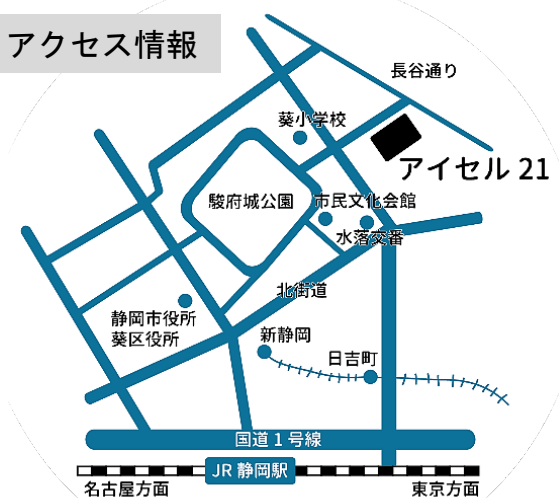 アクセス情報
長谷通り
葵小学校
アイセル 21
駿府城公園
市民文化会館
水落交番
北街道
静岡市役所
葵区役所
新静岡
日吉町
国道 1 号線
JR 静岡駅
名古屋方面
東京方面